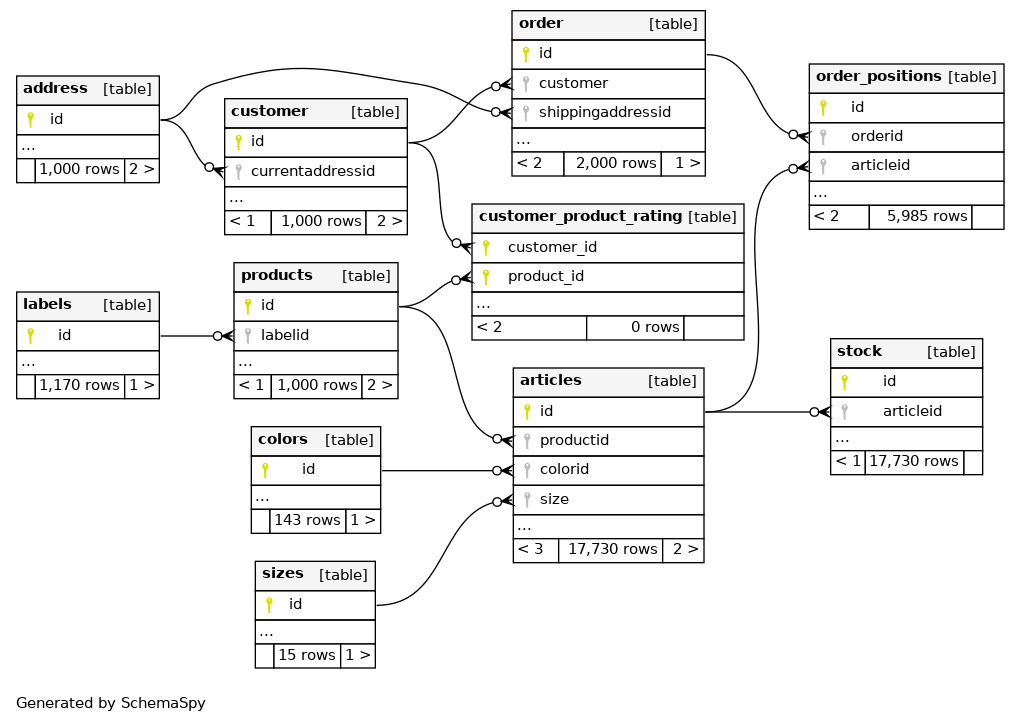 order [table]
id
customer
shippingaddressid
...
< 2 2,000 rows 1 >
order_positions [table]
id
orderid
articleid
...
< 2 5,985 rows
address [table]
id
...
1,000 rows 2 >
customer [table]
id
currentaddressid
...
< 1 1,000 rows 2 >
customer_product_rating [table]
customer_id
product_id
...
< 2 0 rows
products [table]
id
labelid
...
< 1 1,000 rows 2 >
labels [table]
id
...
1,170 rows 1 >
stock [table]
id
articleid
...
< 1 17,730 rows
articles [table]
id
productid
colorid
size
...
< 3 17,730 rows 2 >
colors [table]
id
...
143 rows 1 >
sizes [table]
id
...
15 rows 1 >
Generated by SchemaSpy